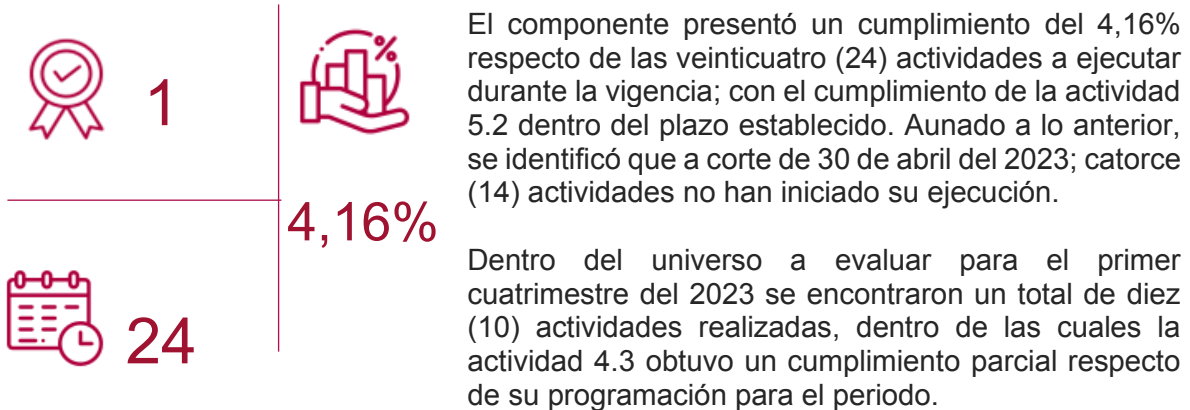 1
4,16%
24
El componente presentó un cumplimiento del 4,16%
respecto de las veinticuatro (24) actividades a ejecutar
durante la vigencia; con el cumplimiento de la actividad
5.2 dentro del plazo establecido. Aunado a lo anterior,
se identificó que a corte de 30 de abril del 2023; catorce
(14) actividades no han iniciado su ejecución.
Dentro del universo a evaluar para el primer
cuatrimestre del 2023 se encontraron un total de diez
(10) actividades realizadas, dentro de las cuales la
actividad 4.3 obtuvo un cumplimiento parcial respecto
de su programación para el periodo.